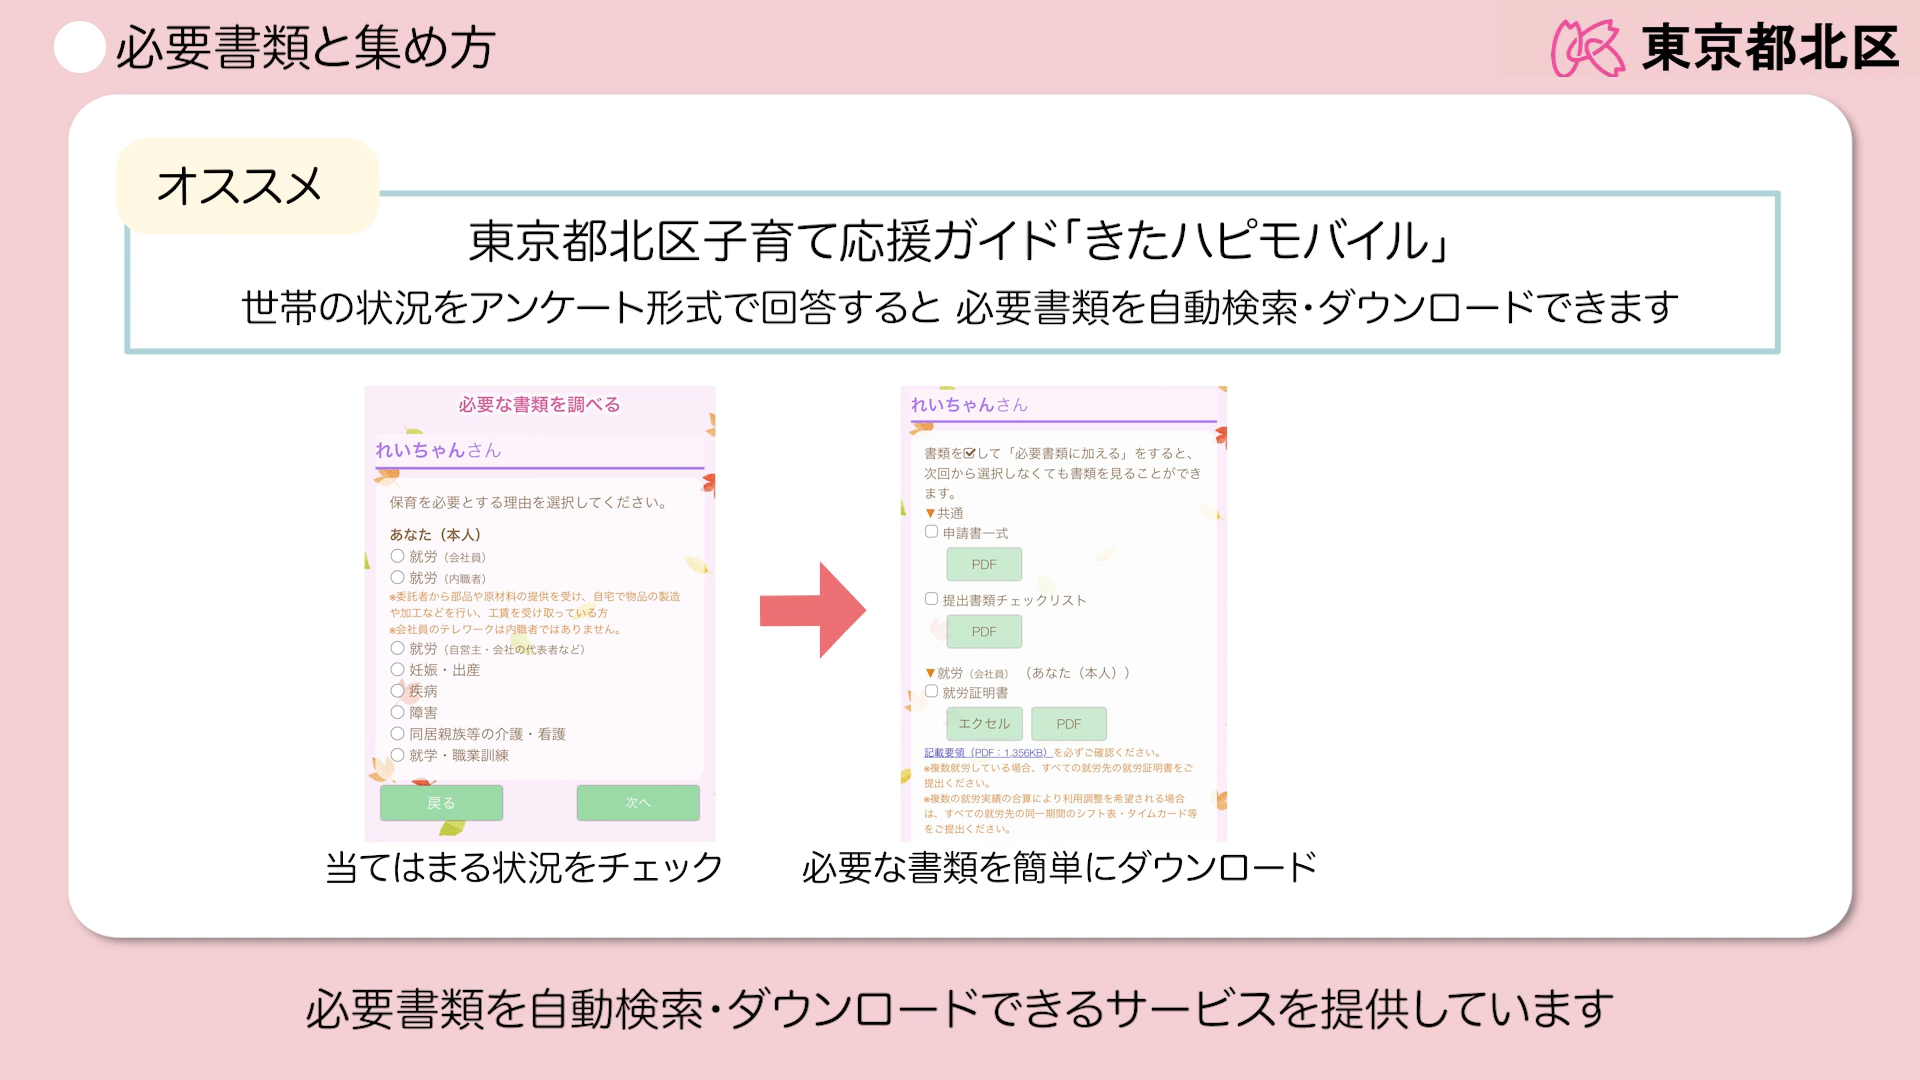 必要書類と集め方
東京都北区
オススメ
東京都北区子育て応援ガイド「きたハピモバイル」
世帯の状況をアンケート形式で回答すると 必要書類を自動検索・ダウンロードできます
必要な書類を調べる
れいちゃんさん
保育を必要とする理由を選択してください。
あなた（本人）
就労（会社員）
就労（内職者）
※委託者から部品や原材料の提供を受け、自宅で物品の製造
や加工などを行い、工賃を受け取っている方
※会社員のテレワークは内職者ではありません。
就労（自営主・会社の代表者など）
妊娠・出産
疾病
障害
同居親族等の介護・看護
就学・職業訓練
戻る
次へ
当てはまる状況をチェック
れいちゃんさん
書類を☑して「必要書類に加える」をすると、
次回から選択しなくても書類を見ることができ
ます。
▼共通
申請書一式
PDF
提出書類チェックリスト
PDF
▼就労（会社員）（あなた（本人））
就労証明書
エクセル
PDF
記載要領（PDF：1,356KB）を必ずご確認ください。
※複数就労している場合、すべての就労先の就労証明書をご
提出ください。
※複数の就労実績の合算により利用調整を希望される場合
は、すべての就労先の同一期間のシフト表・タイムカード等
をご提出ください。
必要な書類を簡単にダウンロード
必要書類を自動検索・ダウンロードできるサービスを提供しています